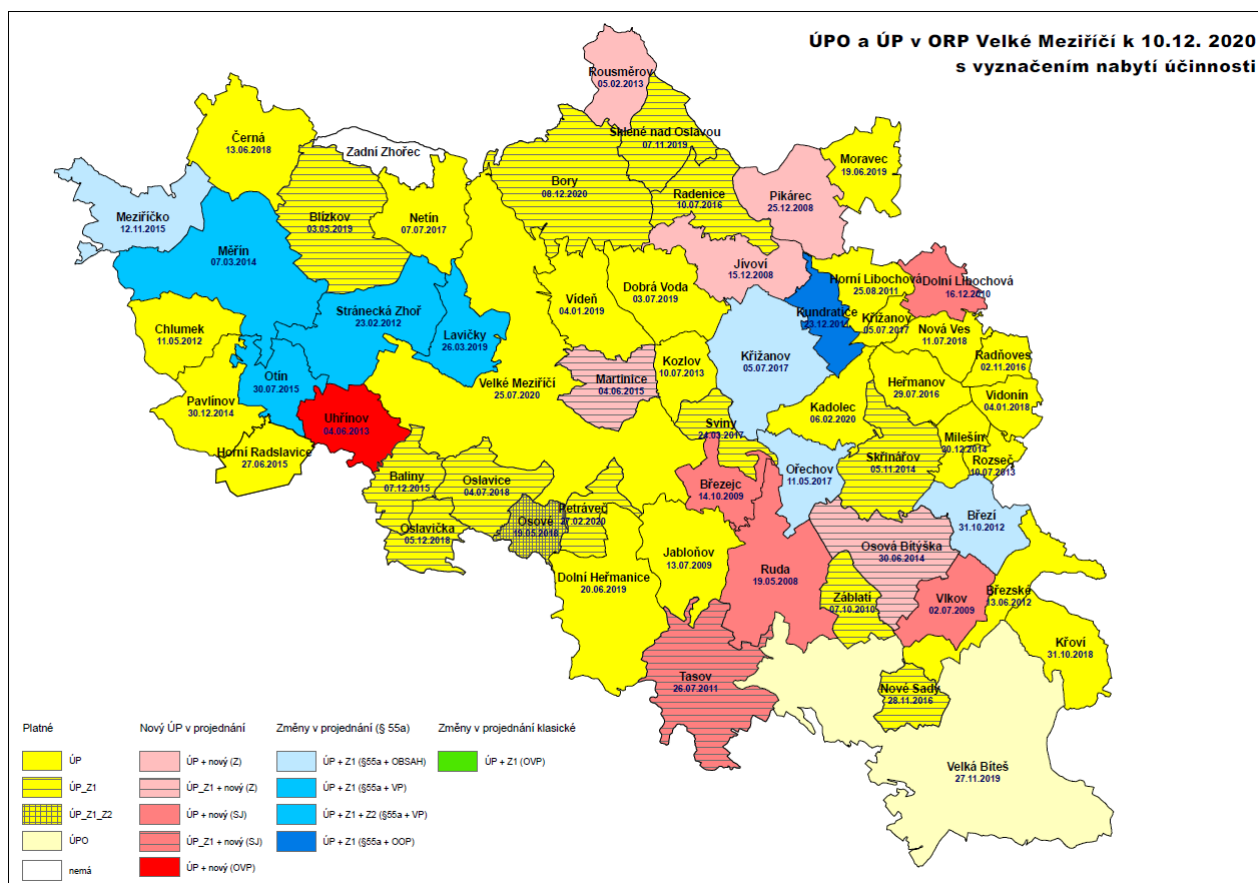 ÚPO a ÚP v ORP Velké Meziříčí k 10.12. 2020
s vyznačením nabytí účinnosti
Rousměrov
05.02.2013
Černá
13.06.2018
Zadní Zhořec
Sklené nad Oslavou
07.11.2019
Moravec
19.06.2019
Bory
08.12.2020
Radenice
10.07.2016
Pikárec
25.12.2008
Meziříčko
12.11.2015
Blízkov
03.05.2019
Netín
07.07.2017
Měřín
07.03.2014
Jívoví
15.12.2008
Horní Libochová
25.08.2011
Dolní Libochová
16.12.2010
Vídeň
04.01.2019
Dobrá Voda
03.07.2019
Stránecká Zhoř
23.02.2012
Kundratice
Křižanov
05.07.2017
Chlumek
11.05.2012
Lavičky
26.03.2019
Nová Ves
11.07.2018
Křižanov
05.07.2017
Kozlov
10.07.2013
Radňoves
02.11.2016
Otín
30.07.2015
Velké Meziříčí
25.07.2020
Martinice
04.06.2015
Heřmanov
29.07.2016
Pavlínov
30.12.2014
Vidonín
04.01.2018
Uhřínov
04.06.2013
Kadolec
06.02.2020
Sviny
24.03.2017
Milešín
30.12.2014
Horní Radslavice
27.06.2015
Skřinářov
05.11.2014
Rozseč
10.07.2013
Baliny
07.12.2015
Oslavice
04.07.2018
Ořechov
11.05.2017
Březejc
14.10.2009
Petráveč
27.02.2020
Osové
19.05.2018
Březí
31.10.2012
Oslavička
05.12.2018
Osová Bítýška
30.06.2014
Jabloňov
13.07.2009
Ruda
19.05.2008
Dolní Heřmanice
20.06.2019
Březské
13.06.2012
Záblatí
07.10.2010
Vlkov
02.07.2009
Křoví
31.10.2018
Tasov
26.07.2011
Nové Sady
28.11.2016
Velká Bíteš
27.11.2019
Platné
ÚP
ÚP_Z1
ÚP_Z1_Z2
ÚPO
nemá
Nový ÚP v projednání
ÚP + nový (Z)
ÚP_Z1 + nový (Z)
ÚP + nový (SJ)
ÚP_Z1 + nový (SJ)
ÚP + nový (OVP)
Změny v projednání (§ 55a)
ÚP + Z1 (§55a + OBSAH)
ÚP + Z1 (§55a + VP)
ÚP + Z1 + Z2 (§55a + VP)
ÚP + Z1 (§55a + OOP)
Změny v projednání klasické
ÚP + Z1 (OVP)